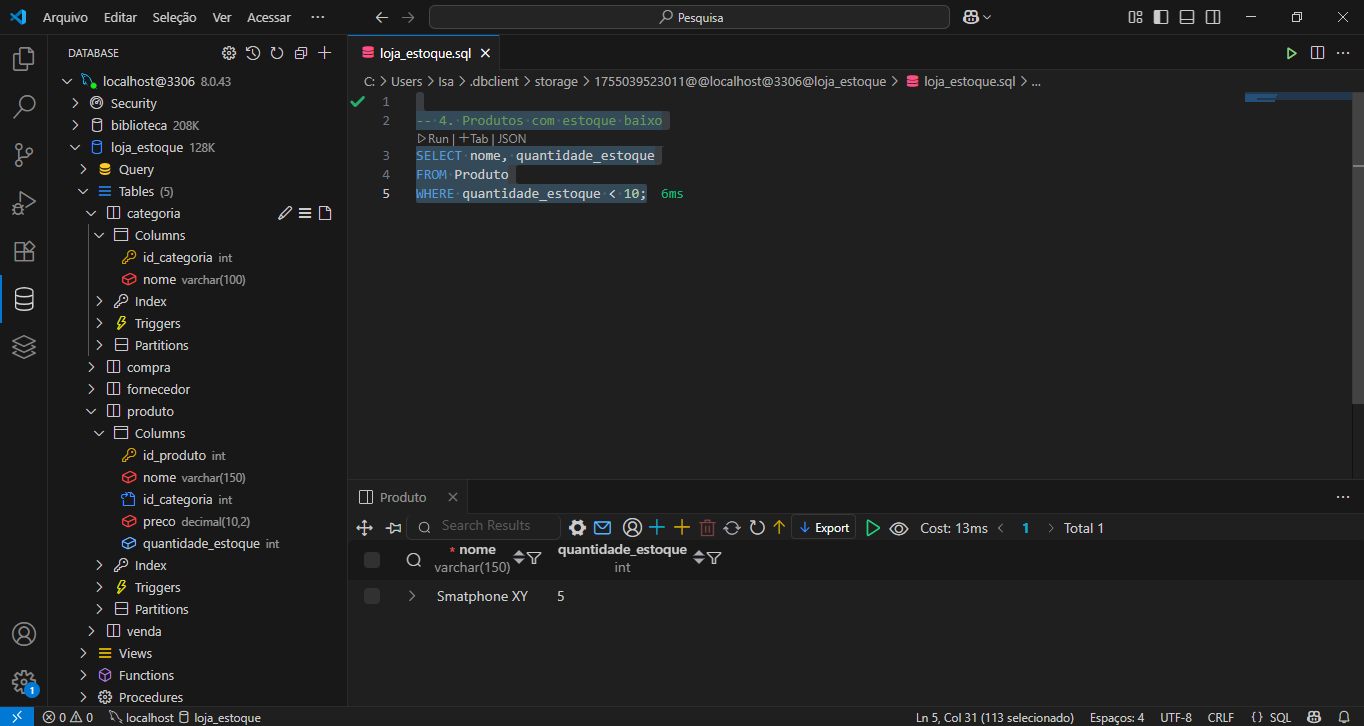 Arquivo Editar Seleção Ver Acessar ··· Pesquisa
DATABASE
localhost@3306 8.0.43
Security
biblioteca 208K
loja_estoque 128K
Query
Tables (5)
categoria
Columns
id_categoria int
nome varchar(100)
Index
Triggers
Partitions
compra
fornecedor
produto
Columns
id_produto int
nome varchar(150)
id_categoria int
preco decimal(10,2)
quantidade_estoque int
Index
Triggers
Partitions
venda
Views
Functions
Procedures
loja_estoque.sql
C: > Users > Isa > .dbclient > storage > 1755039523011@@localhost@3306@loja_estoque > loja_estoque.sql > ...
1
2 -- 4. Produtos com estoque baixo
Run | Tab | JSON
3 SELECT nome, quantidade_estoque
4 FROM Produto
5 WHERE quantidade_estoque < 10; 6ms
Produto
Search Results Export Cost: 13ms < 1 > Total 1
* nome quantidade_estoque
varchar(150) int
Smatphone XY 5
1
0 0 localhost loja_estoque Ln 5, Col 31 (113 selecionado) Espaços: 4 UTF-8 CRLF {} SQL